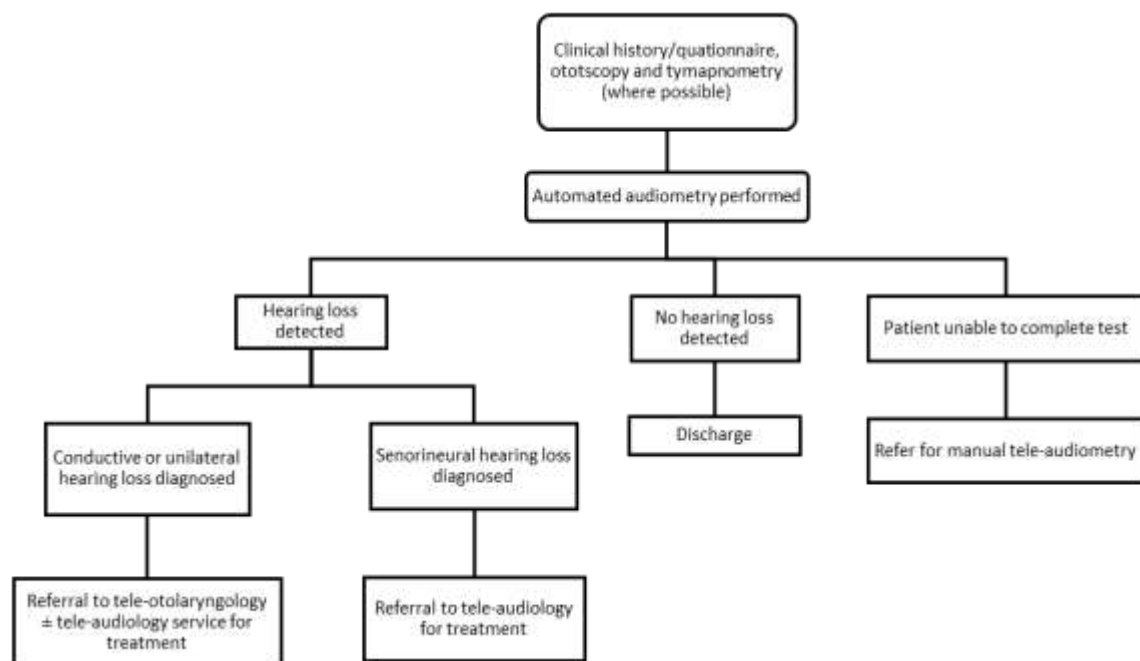 Clinical history/quationnaire,
ototscopy and tymapnometry
(where possible)
Automated audiometry performed
Hearing loss
detected
No hearing loss
detected
Patient unable to complete test
Conductive or unilateral
hearing loss diagnosed
Senorineural hearing loss
diagnosed
Discharge
Refer for manual tele-audiometry
Referral to tele-otolaryngology
± tele-audiology service for
treatment
Referral to tele-audiology
for treatment